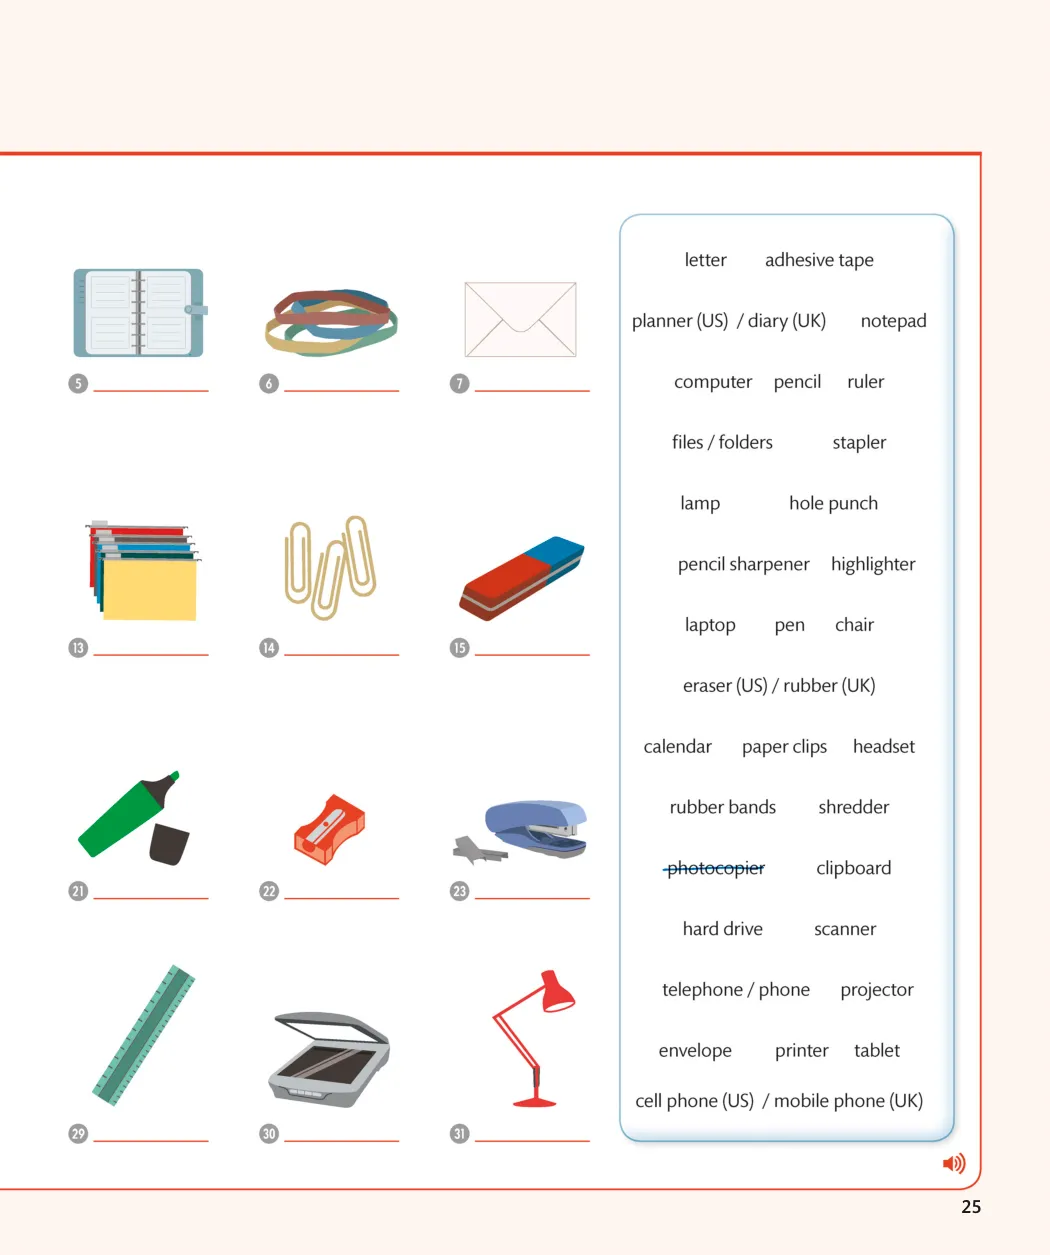 5 6 7
13 14 15
21 22 23
29 30 31
letter adhesive tape
planner (US) / diary (UK) notepad
computer pencil ruler
files / folders stapler
lamp hole punch
pencil sharpener highlighter
laptop pen chair
eraser (US) / rubber (UK)
calendar paper clips headset
rubber bands shredder
photocopier clipboard
hard drive scanner
telephone / phone projector
envelope printer tablet
cell phone (US) / mobile phone (UK)
25